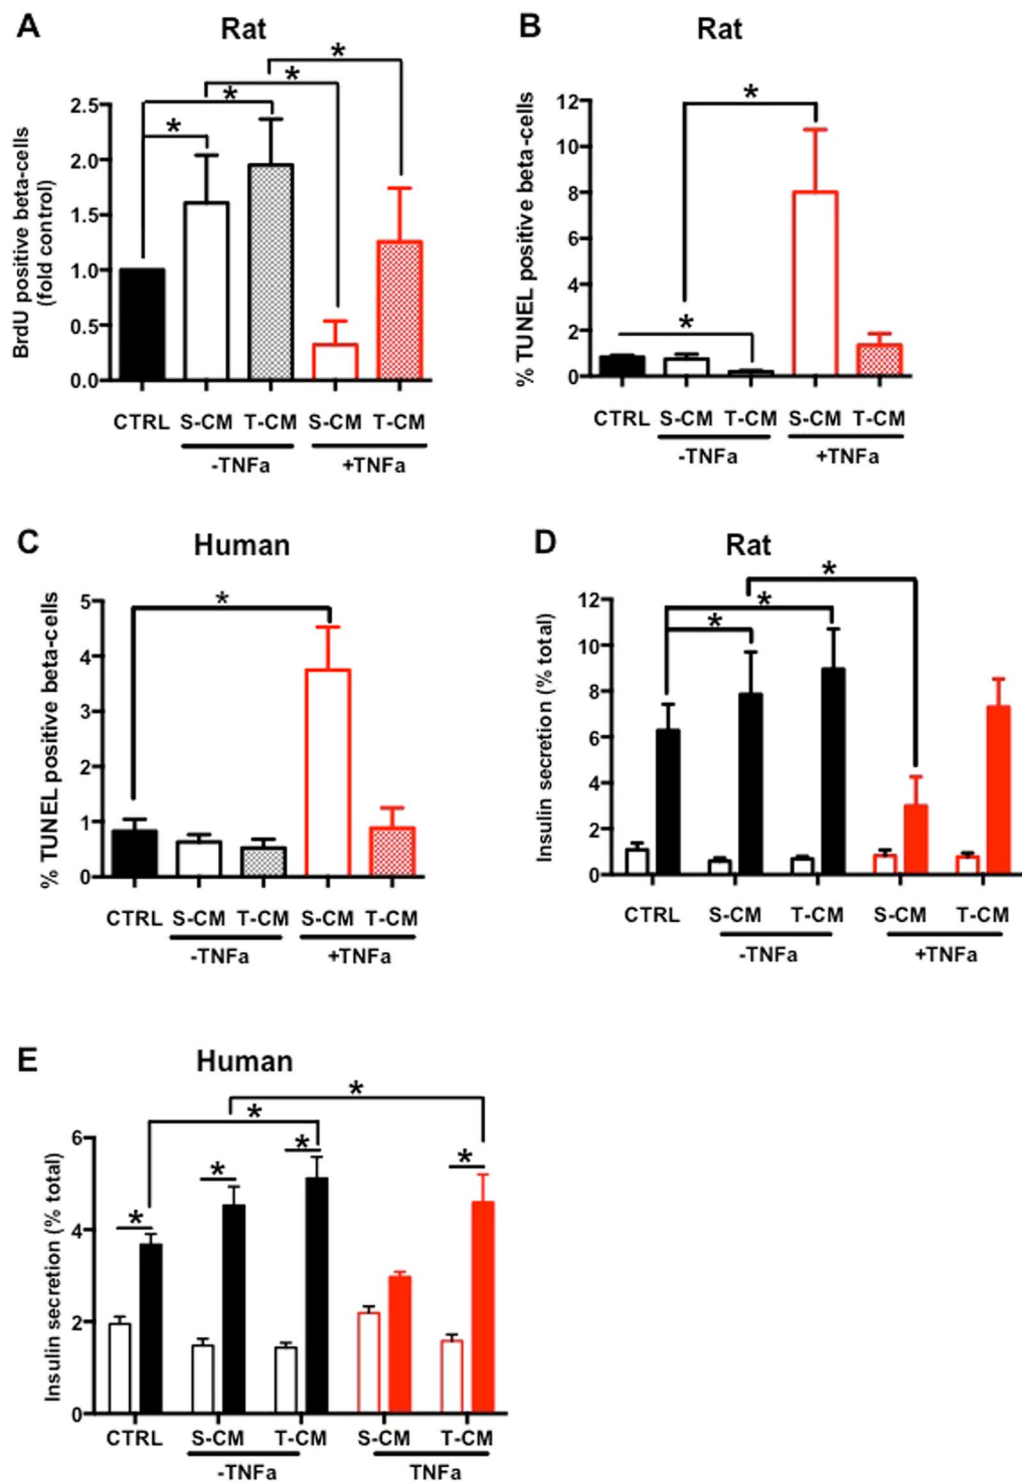 A
Rat
BrdU positive beta-cells
(fold control)
2.5
2.0
1.5
1.0
0.5
0.0
*
*
*
*
CTRL S-CM T-CM S-CM T-CM
-TNFa +TNFa
B
Rat
% TUNEL positive beta-cells
12
10
8
6
4
2
0
*
*
CTRL S-CM T-CM S-CM T-CM
-TNFa +TNFa
C
Human
% TUNEL positive beta-cells
5
4
3
2
1
0
*
CTRL S-CM T-CM S-CM T-CM
-TNFa +TNFa
D
Rat
Insulin secretion (% total)
12
10
8
6
4
2
0
*
*
*
CTRL S-CM T-CM S-CM T-CM
-TNFa +TNFa
E
Human
Insulin secretion (% total)
6
4
2
0
*
*
*
*
*
*
CTRL S-CM T-CM S-CM T-CM
-TNFa TNFa